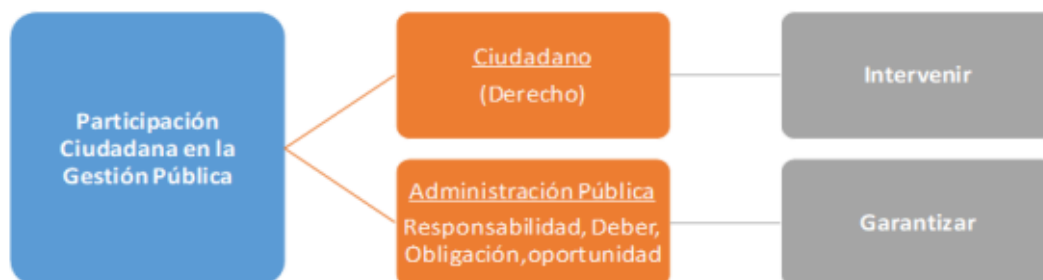 Participación
Ciudadana en la
Gestión Pública
Ciudadano
(Derecho)
Intervenir
Administración Pública
Responsabilidad, Deber,
Obligación,oportunidad
Garantizar